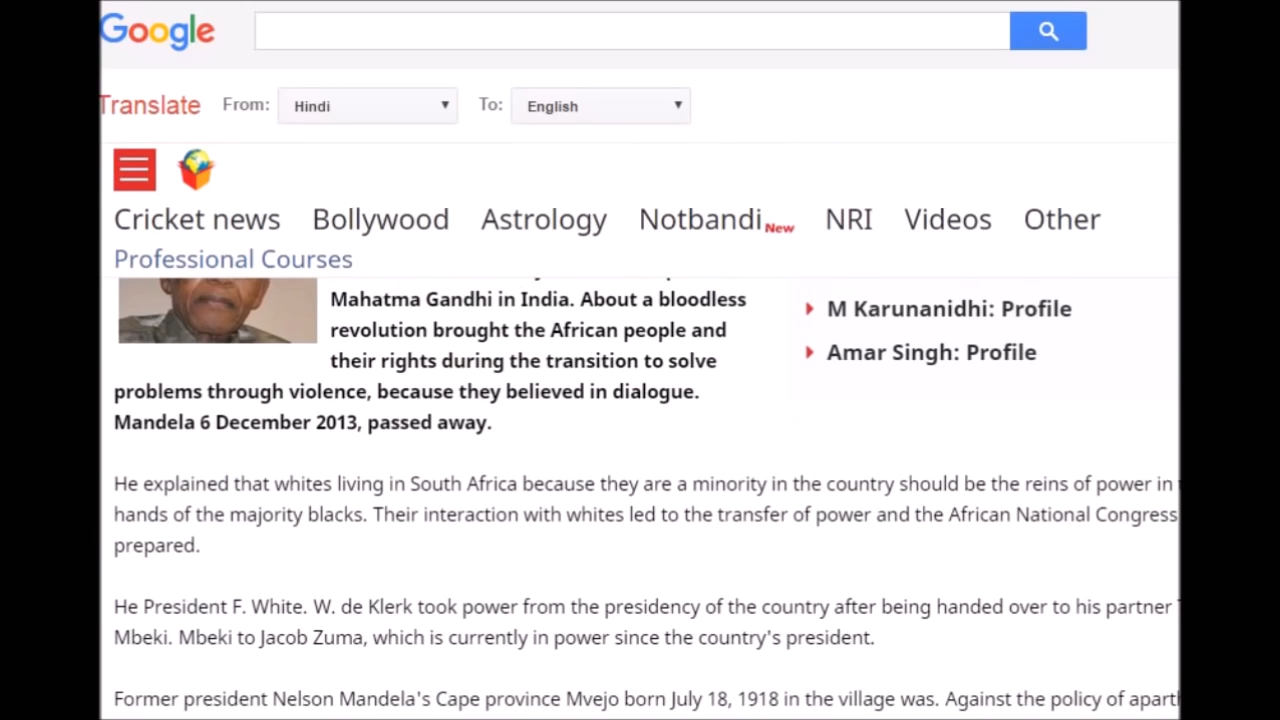 Google
Translate From: Hindi To: English
Cricket news Bollywood Astrology Notbandi New NRI Videos Other
Professional Courses
Mahatma Gandhi in India. About a bloodless
revolution brought the African people and
their rights during the transition to solve
problems through violence, because they believed in dialogue.
Mandela 6 December 2013, passed away.
M Karunanidhi: Profile
Amar Singh: Profile
He explained that whites living in South Africa because they are a minority in the country should be the reins of power in
hands of the majority blacks. Their interaction with whites led to the transfer of power and the African National Congress
prepared.
He President F. White. W. de Klerk took power from the presidency of the country after being handed over to his partner
Mbeki. Mbeki to Jacob Zuma, which is currently in power since the country's president.
Former president Nelson Mandela's Cape province Mvejo born July 18, 1918 in the village was. Against the policy of